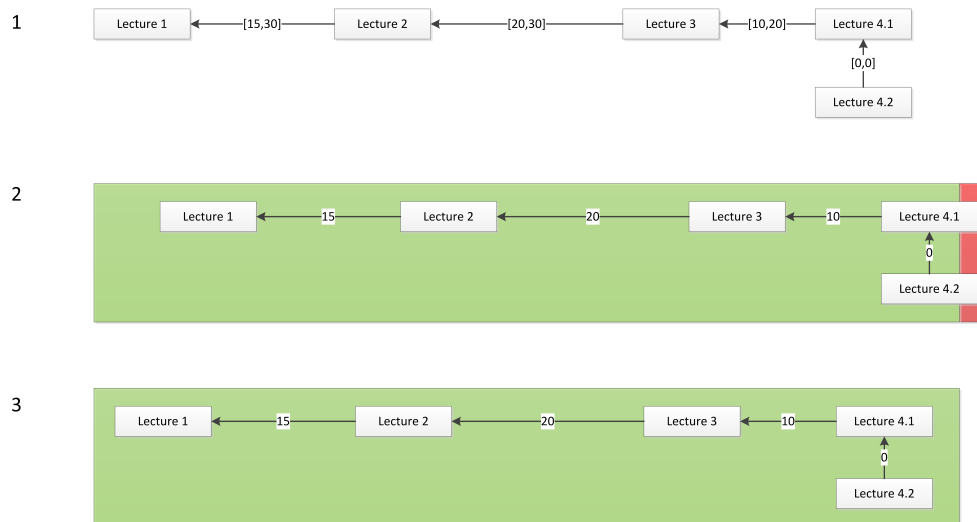 1
Lecture 1 [15,30] Lecture 2 [20,30] Lecture 3 [10,20] Lecture 4.1
[0,0]
Lecture 4.2
2
Lecture 1 15 Lecture 2 20 Lecture 3 10 Lecture 4.1
0
Lecture 4.2
3
Lecture 1 15 Lecture 2 20 Lecture 3 10 Lecture 4.1
0
Lecture 4.2